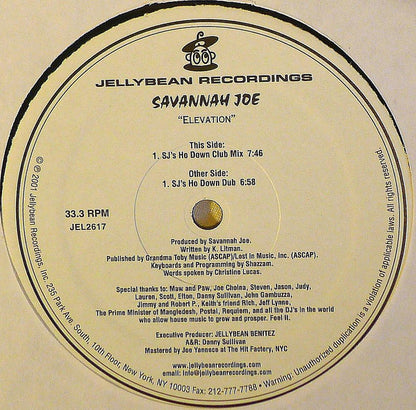 JELLYBEAN RECORDINGS
SAVANNAH JOE
"ELEVATION"
This Side:
1. SJ's Ho Down Club Mix 7:46
Other Side:
1. SJ's Ho Down Dub 6:58
33.3 RPM
JEL2617
Produced by Savannah Joe.
Written by K. Litman.
Published by Grandma Toby Music (ASCAP)/Lost in Music, Inc. (ASCAP).
Keyboards and Programming by Shazzam.
Words spoken by Christine Lucas.
Special thanks to: Maw and Paw, Joe Cholna, Steven, Jason, Judy,
Lauren, Scott, Elton, Danny Sullivan, John Gambuzza,
Jimmy and Robert P., Keith's friend Rich, Jeff Lynne,
The Prime Minister of Mangledesh, Postal, Requiem, and all the DJ's in the world
who allow house music to grow and prosper. Feel it.
Executive Producer: JELLYBEAN BENITEZ
A&R: Danny Sullivan
Mastered by Joe Yannece at The Hit Factory, NYC
www.jellybeanrecordings.com
email: info@jellybeanrecordings.com
©℗ 2001 Jellybean Recordings, Inc. 235 Park Ave. South, 10th Floor, New York, NY 10003 Fax: 212-777-7788 • Warning: Unauthorized duplication is a violation of applicable laws. All rights reserved.